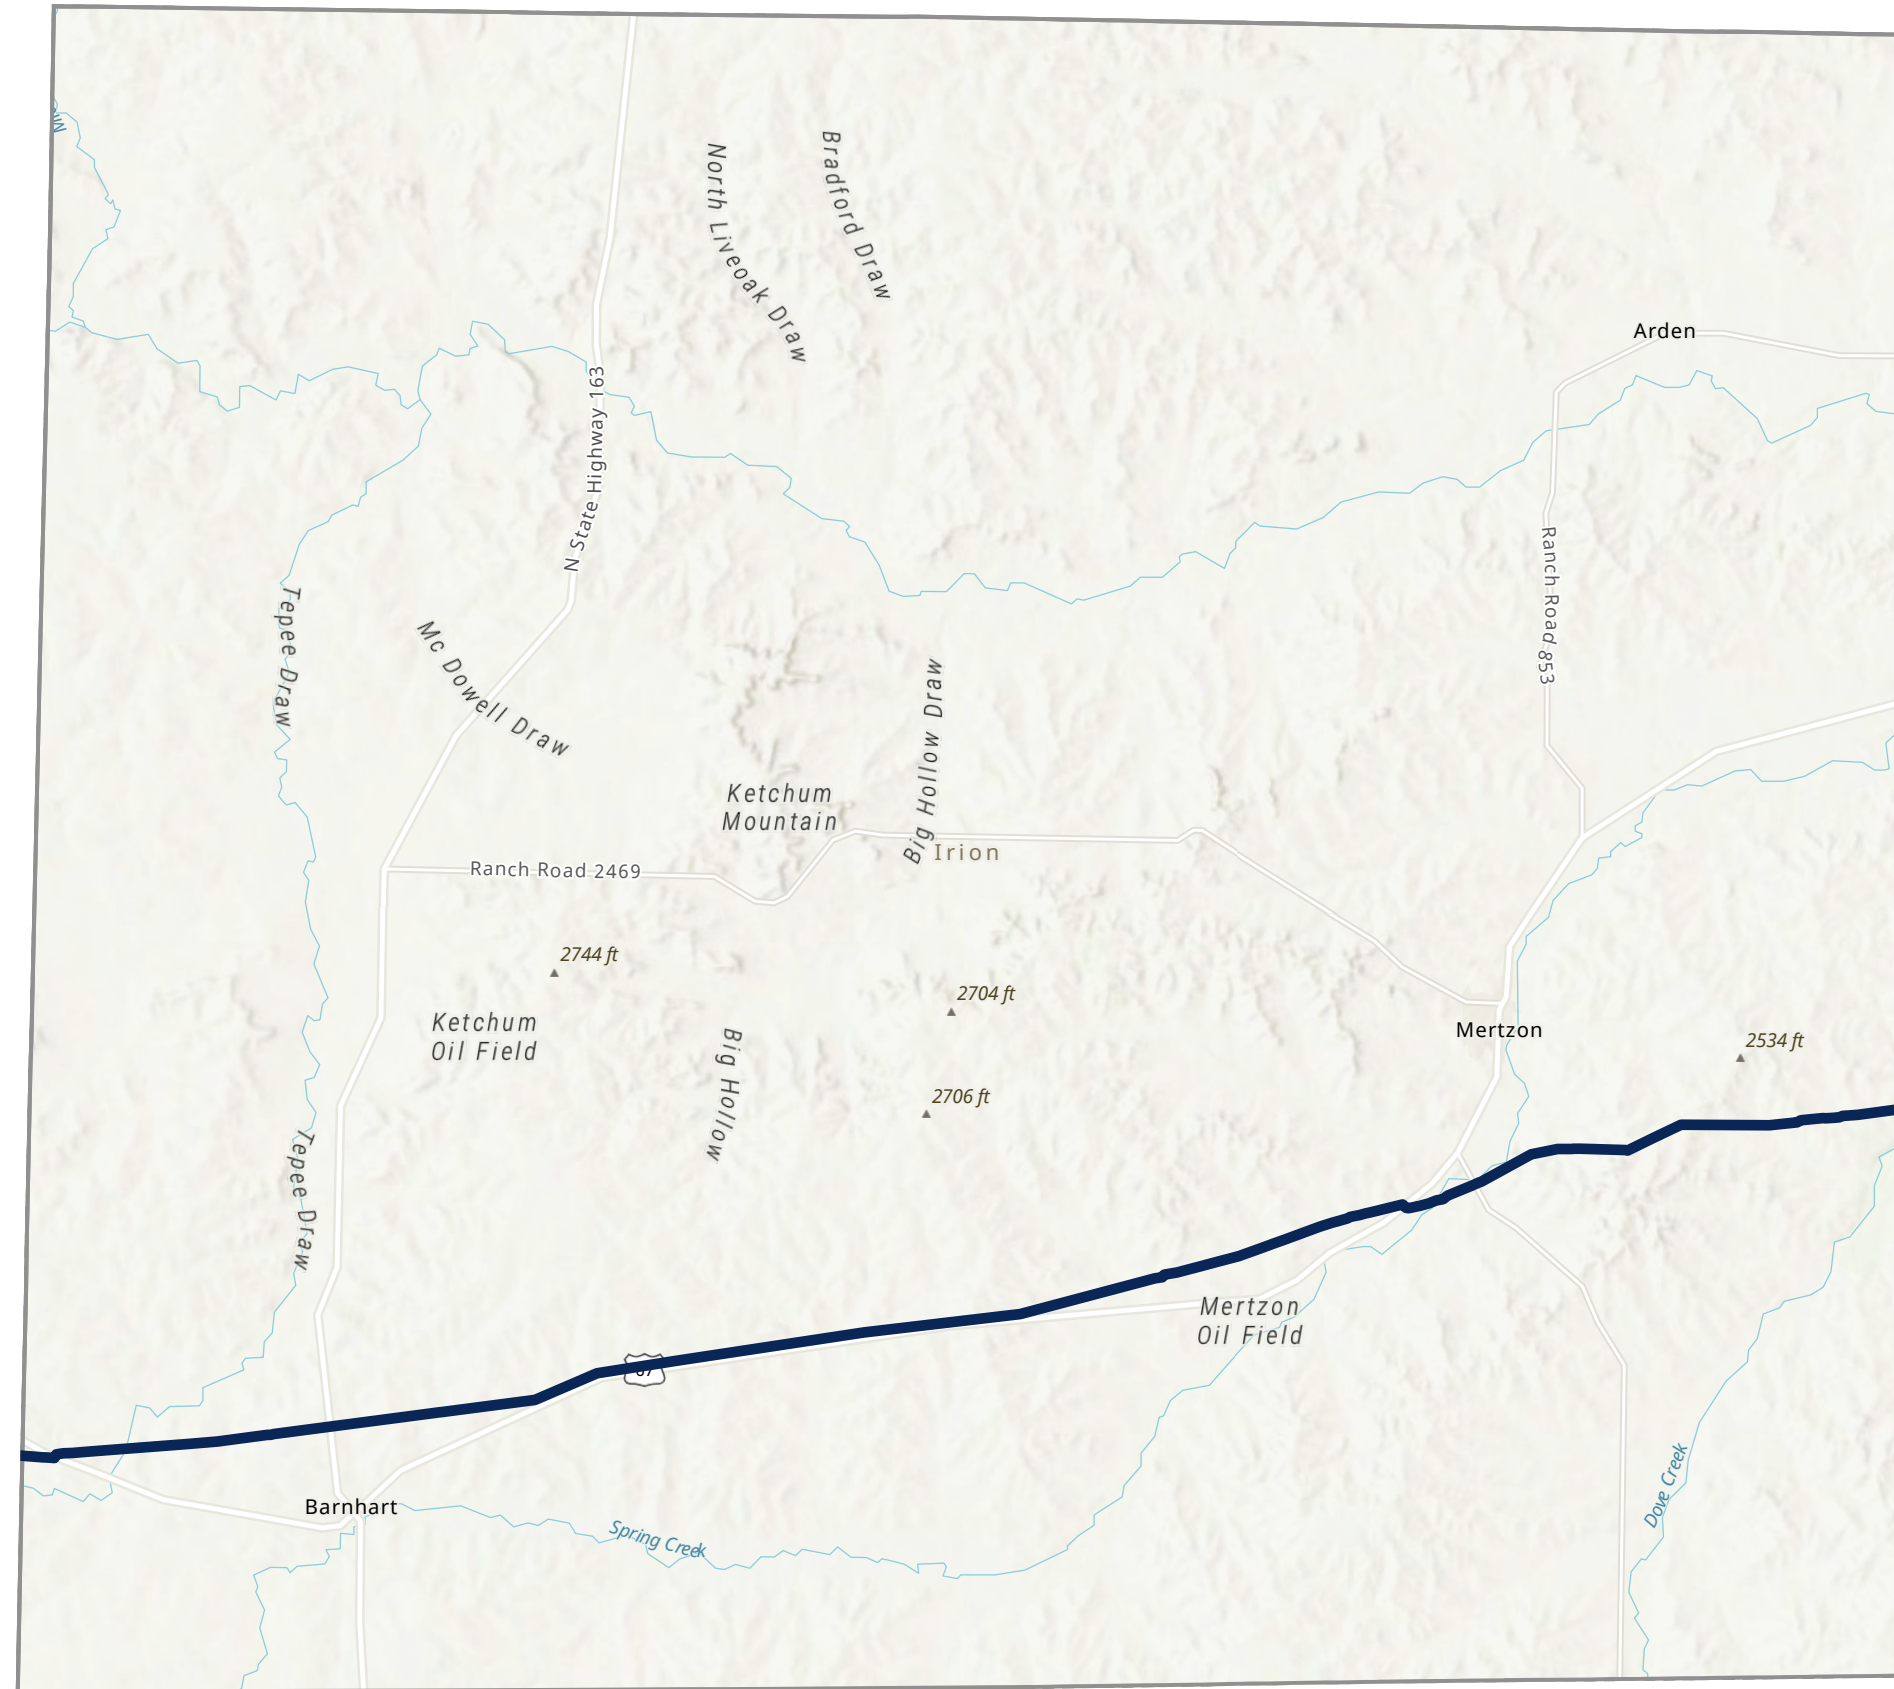 North Liveoak Draw
Bradford Draw
Arden
N State Highway 163
Ranch Road 853
Tepee Draw
Mc Dowell Draw
Big Hollow Draw
Ketchum
Mountain
Irion
Ranch Road 2469
2744 ft
2704 ft
Ketchum
Oil Field
Mertzon
2534 ft
Big Hollow
2706 ft
Tepee Draw
Mertzon
Oil Field
67
Dove Creek
Barnhart
Spring Creek